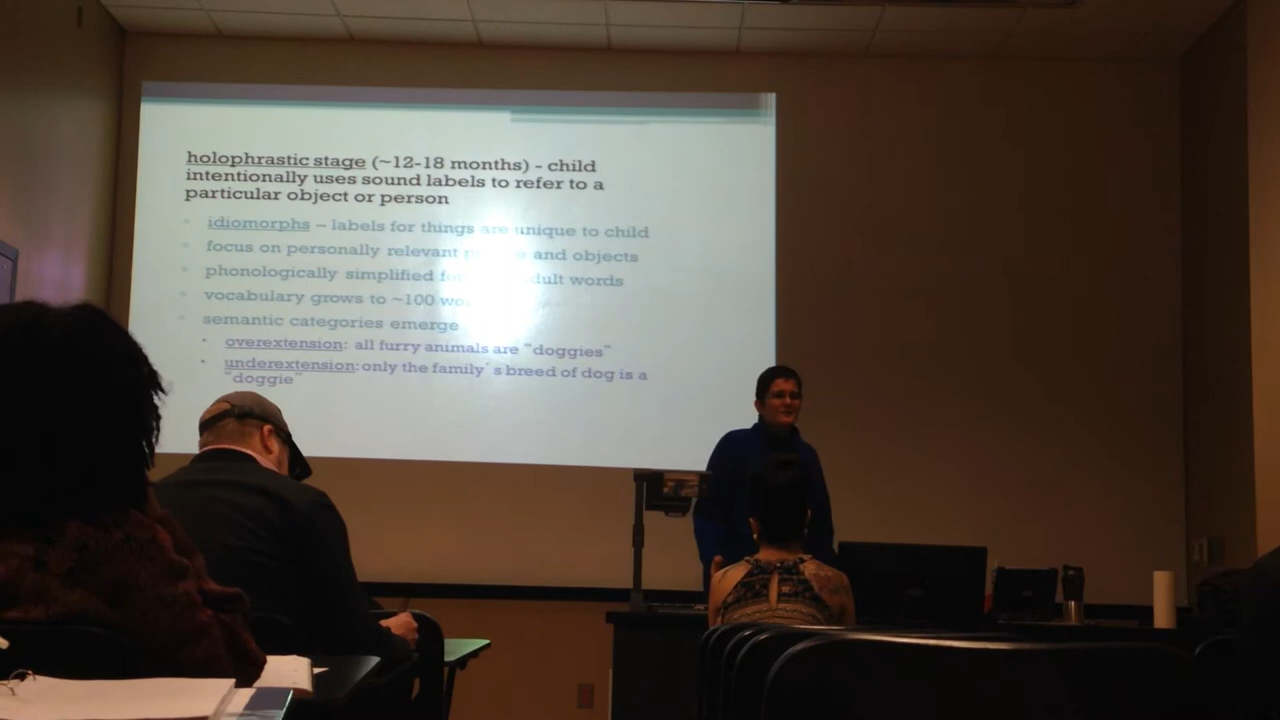 holophrastic stage (~12-18 months) - child
intentionally uses sound labels to refer to a
particular object or person
idiomorphs – labels for things are unique to child
focus on personally relevant and objects
phonologically simplified adult words
vocabulary grows to ~100
semantic categories emerge
overextension: all furry animals are "doggies"
underextension: only the family's breed of dog is a
"doggie"